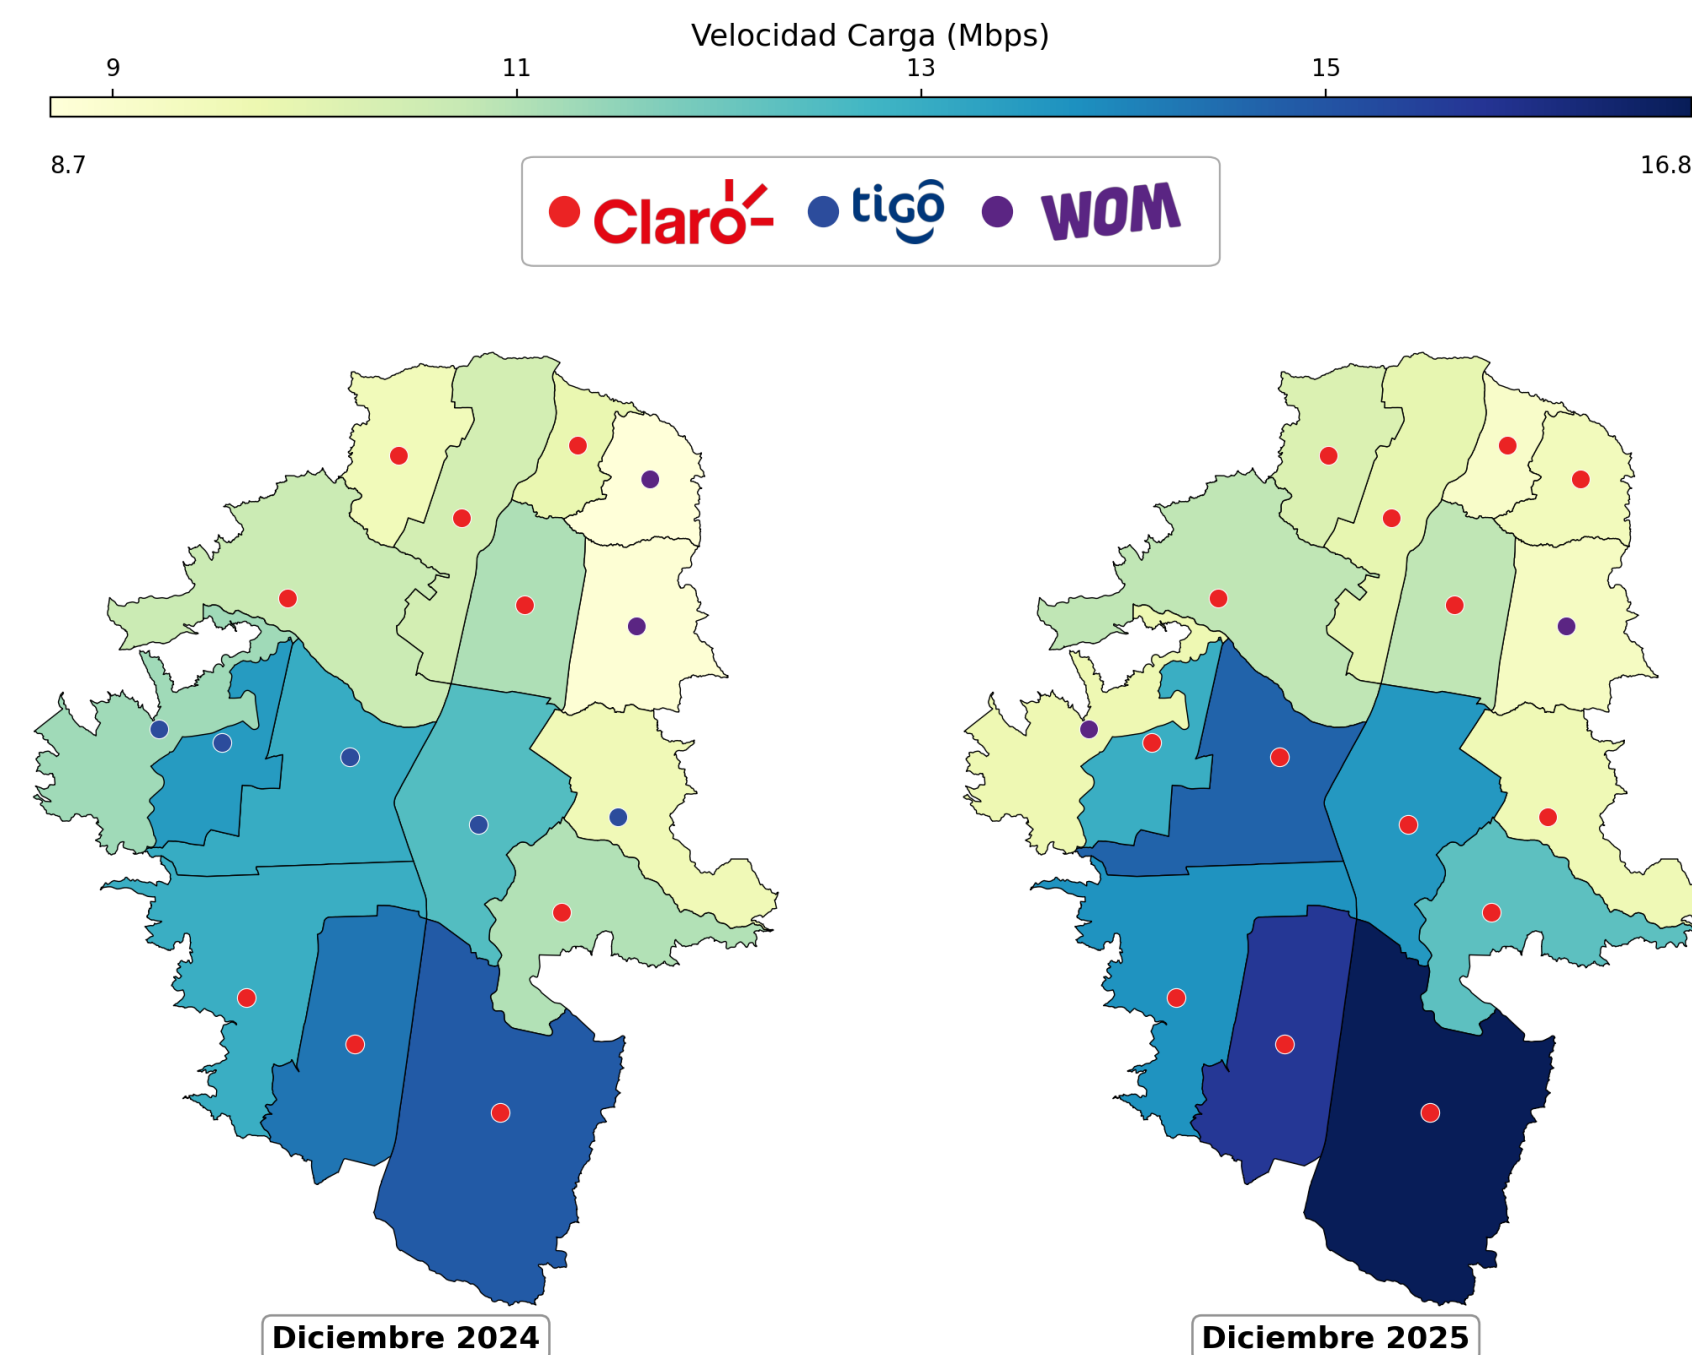 Velocidad Carga (Mbps)
9 11 13 15
8.7 16.8
Claro tigo WOM
Diciembre 2024 Diciembre 2025